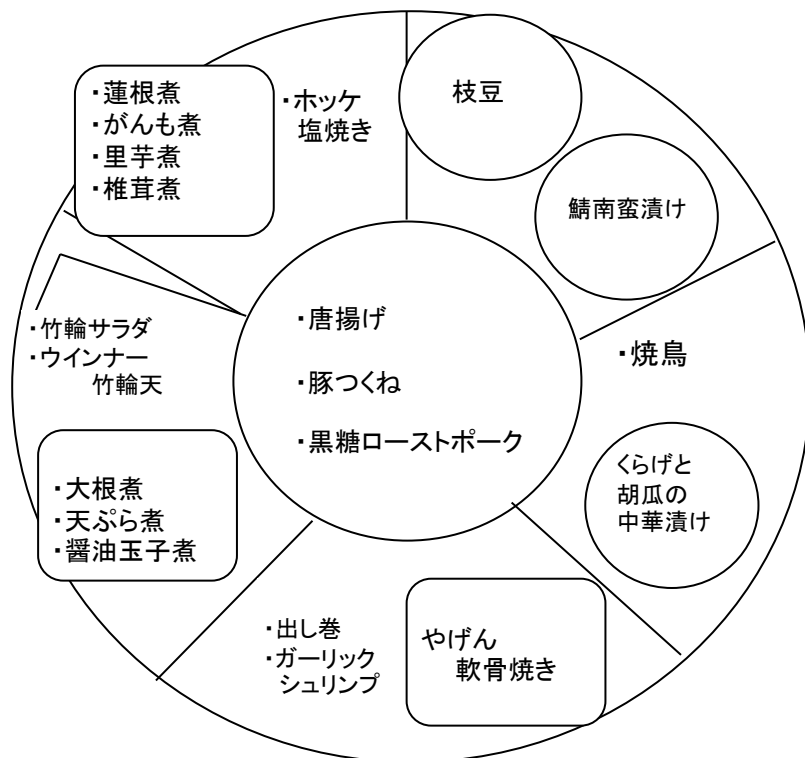 ・蓮根煮
・がんも煮
・里芋煮
・椎茸煮
・ホッケ
塩焼き
枝豆
鯖南蛮漬け
・竹輪サラダ
・ウインナー
竹輪天
・唐揚げ
・豚つくね
・黒糖ローストポーク
・焼鳥
くらげと
胡瓜の
中華漬け
・大根煮
・天ぷら煮
・醤油玉子煮
・出し巻
・ガーリック
シュリンプ
やげん
軟骨焼き